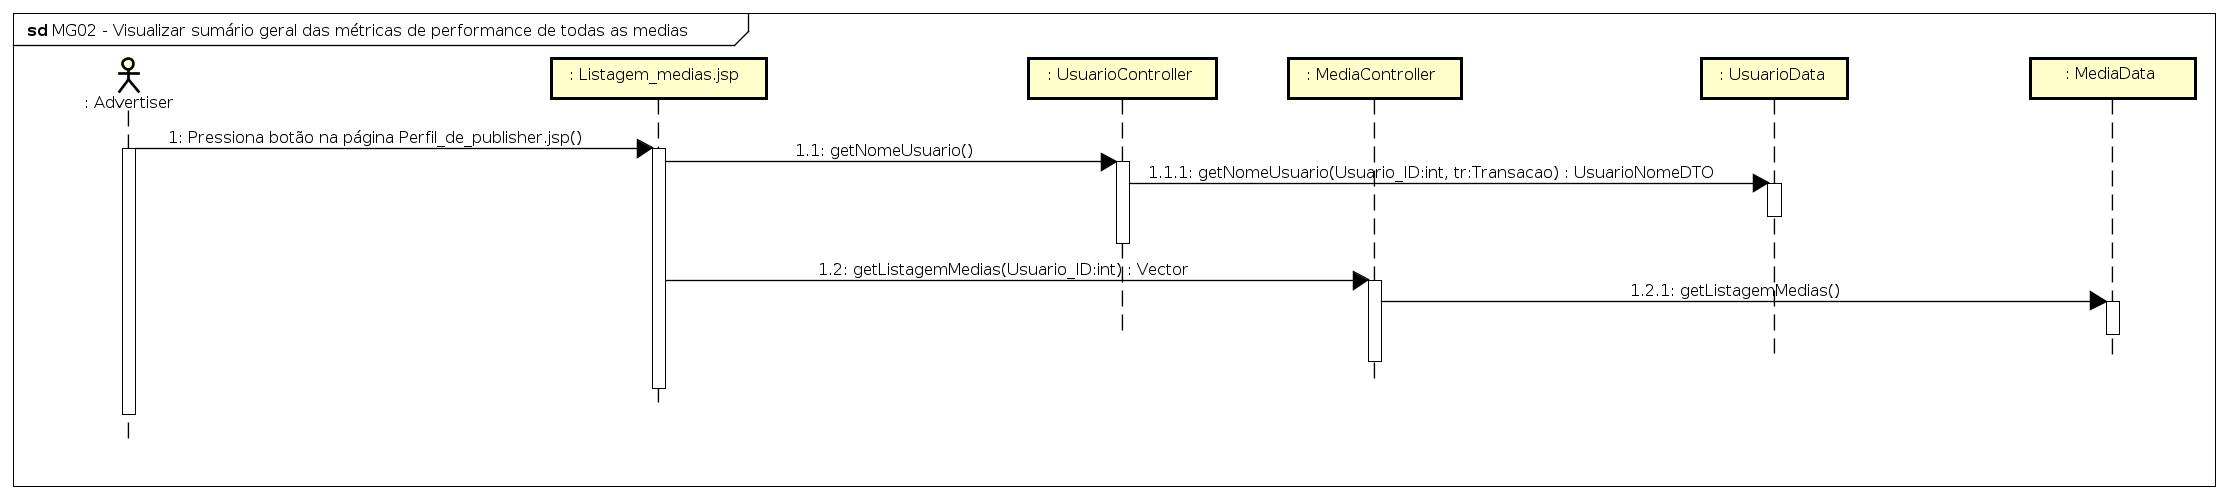 sd MG02 - Visualizar sumário geral das métricas de performance de todas as medias
: Advertiser
: Listagem_medias.jsp
: UsuarioController
: MediaController
: UsuarioData
: MediaData
1: Pressiona botão na página Perfil_de_publisher.jsp()
1.1: getNomeUsuario()
1.1.1: getNomeUsuario(Usuario_ID:int, tr:Transacao) : UsuarioNomeDTO
1.2: getListagemMedias(Usuario_ID:int) : Vector
1.2.1: getListagemMedias()